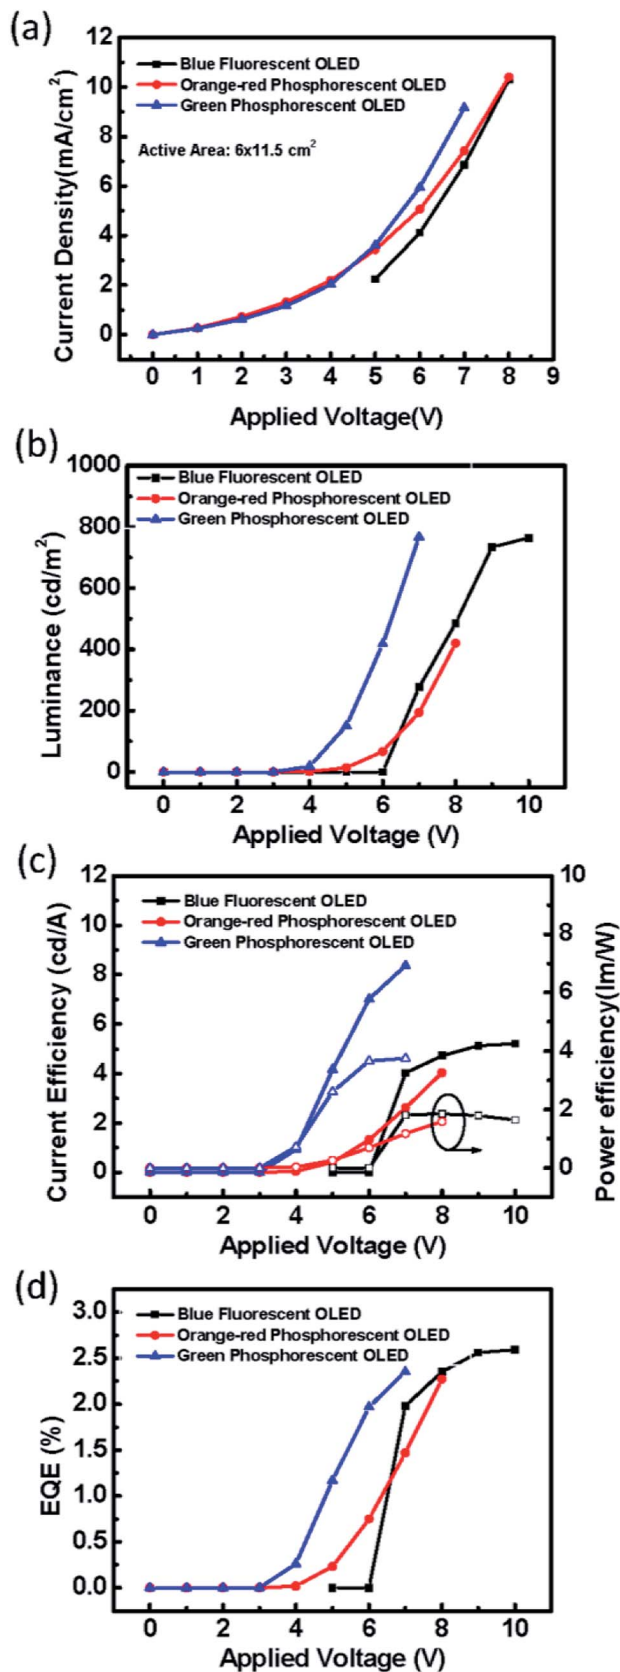 (a)
12
10
8
6
4
2
0
Current Density(mA/cm²)
Blue Fluorescent OLED
Orange-red Phosphorescent OLED
Green Phosphorescent OLED
Active Area: 6x11.5 cm²
0 1 2 3 4 5 6 7 8 9
Applied Voltage(V)
(b)
1000
800
600
400
200
0
Luminance (cd/m²)
Blue Fluorescent OLED
Orange-red Phosphorescent OLED
Green Phosphorescent OLED
0 2 4 6 8 10
Applied Voltage (V)
(c)
12
10
8
6
4
2
0
Current Efficiency (cd/A)
Blue Fluorescent OLED
Orange-red Phosphorescent OLED
Green Phosphorescent OLED
10
8
6
4
2
0
Power efficiency(lm/W)
0 2 4 6 8 10
Applied Voltage (V)
(d)
3.0
2.5
2.0
1.5
1.0
0.5
0.0
EQE (%)
Blue Fluorescent OLED
Orange-red Phosphorescent OLED
Green Phosphorescent OLED
0 2 4 6 8 10
Applied Voltage (V)